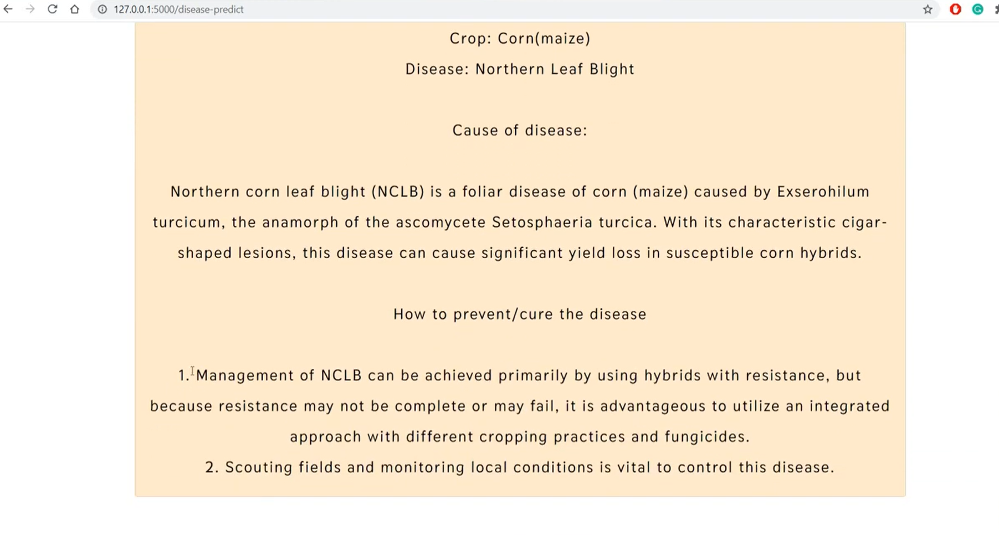 127.0.0.1:5000/disease-predict
Crop: Corn(maize)
Disease: Northern Leaf Blight
Cause of disease:
Northern corn leaf blight (NCLB) is a foliar disease of corn (maize) caused by Exserohilum
turcicum, the anamorph of the ascomycete Setosphaeria turcica. With its characteristic cigar-
shaped lesions, this disease can cause significant yield loss in susceptible corn hybrids.
How to prevent/cure the disease
1. Management of NCLB can be achieved primarily by using hybrids with resistance, but
because resistance may not be complete or may fail, it is advantageous to utilize an integrated
approach with different cropping practices and fungicides.
2. Scouting fields and monitoring local conditions is vital to control this disease.